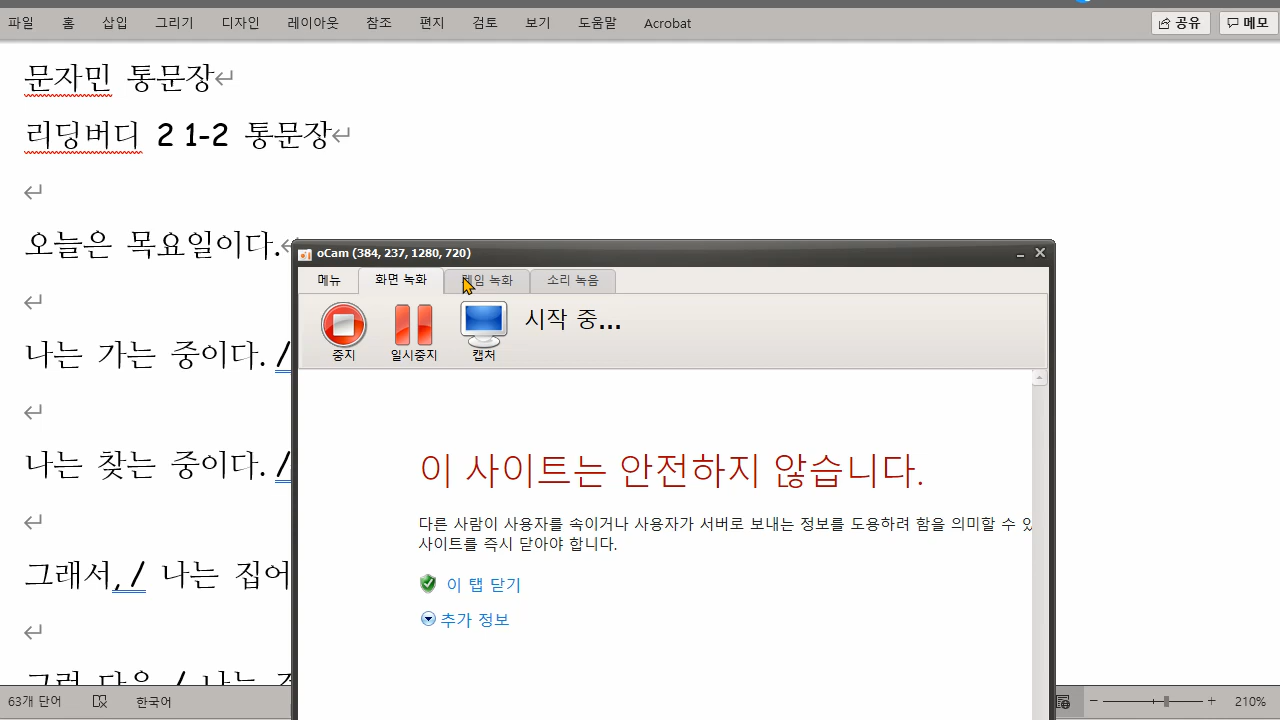 파일 홈 삽입 그리기 디자인 레이아웃 참조 편지 검토 보기 도움말 Acrobat 공유 메모
문자민 통문장
리딩버디 2 1-2 통문장
오늘은 목요일이다.
oCam (384, 237, 1280, 720)
메뉴 화면 녹화 게임 녹화 소리 녹음
시작 중...
중지 일시중지 캡처
나는 가는 중이다. /
나는 찾는 중이다. /
이 사이트는 안전하지 않습니다.
다른 사람이 사용자를 속이거나 사용자가 서버로 보내는 정보를 도용하려 함을 의미할 수 있
사이트를 즉시 닫아야 합니다.
그래서, / 나는 집어
이 탭 닫기
추가 정보
그런 다음, / 나는
63개 단어 한국어 210%